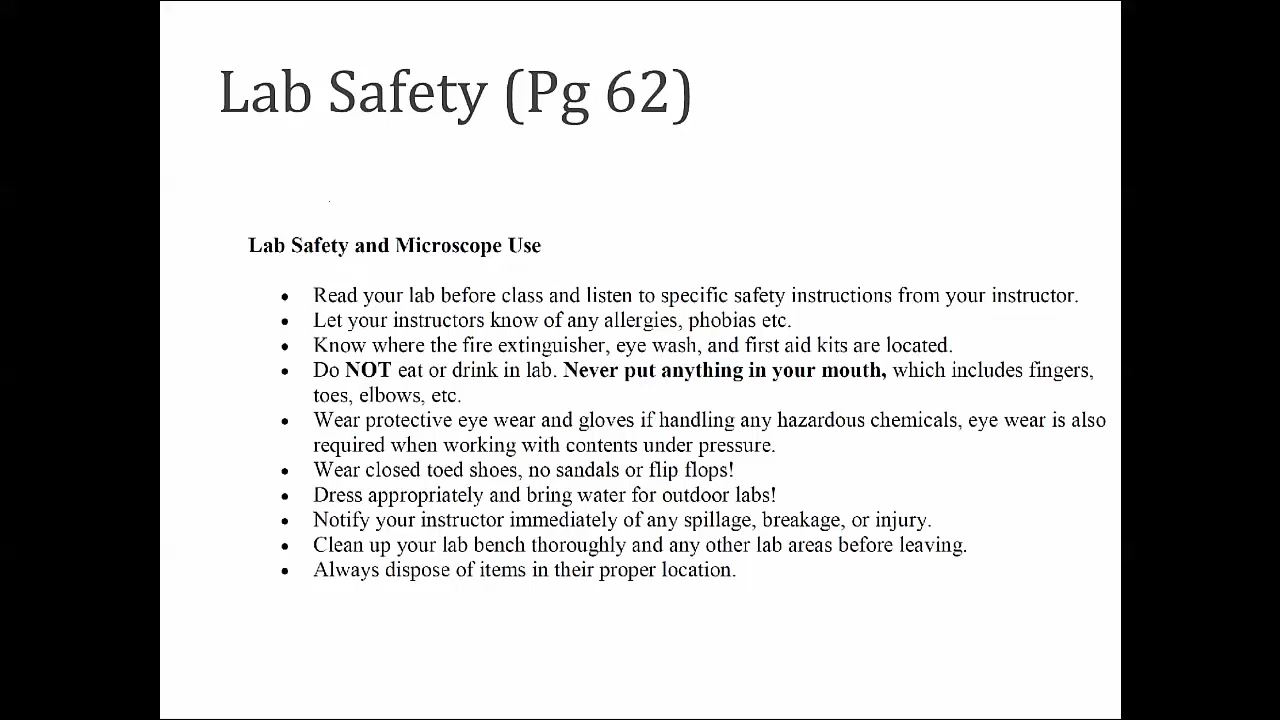 Lab Safety (Pg 62)
Lab Safety and Microscope Use
• Read your lab before class and listen to specific safety instructions from your instructor.
• Let your instructors know of any allergies, phobias etc.
• Know where the fire extinguisher, eye wash, and first aid kits are located.
• Do NOT eat or drink in lab. Never put anything in your mouth, which includes fingers,
toes, elbows, etc.
• Wear protective eye wear and gloves if handling any hazardous chemicals, eye wear is also
required when working with contents under pressure.
• Wear closed toed shoes, no sandals or flip flops!
• Dress appropriately and bring water for outdoor labs!
• Notify your instructor immediately of any spillage, breakage, or injury.
• Clean up your lab bench thoroughly and any other lab areas before leaving.
• Always dispose of items in their proper location.